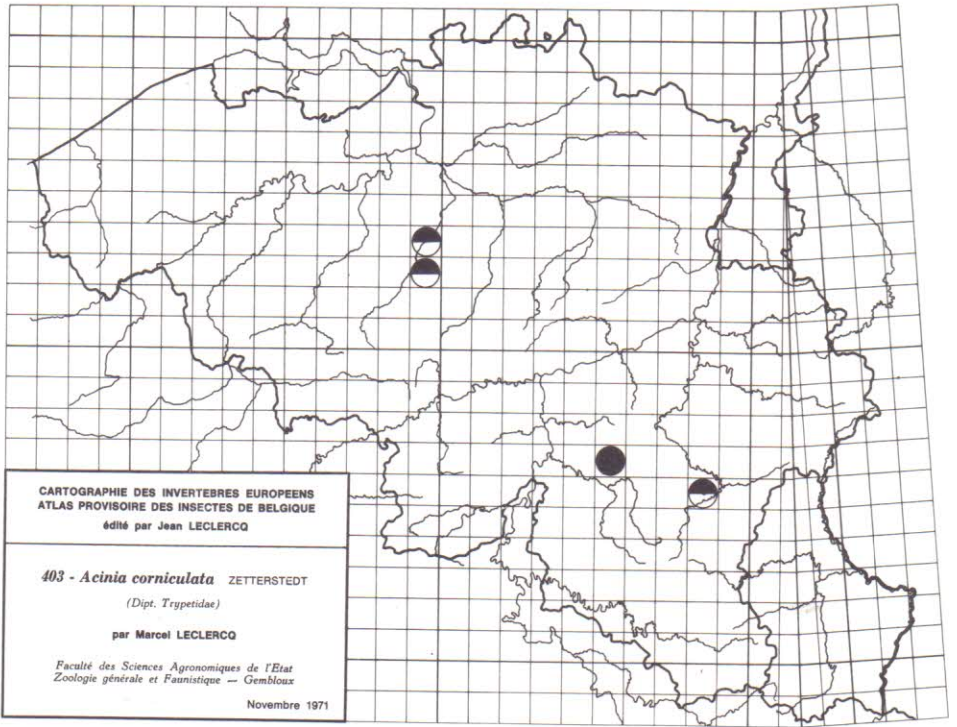 CARTOGRAPHIE DES INVERTEBRES EUROPEENS
ATLAS PROVISOIRE DES INSECTES DE BELGIQUE
édité par Jean LECLERCQ
403 - Acinia corniculata ZETTERSTEDT
(Dipt. Trypetidae)
par Marcel LECLERCQ
Faculté des Sciences Agronomiques de l'Etat
Zoologie générale et Faunistique — Gembloux
Novembre 1971